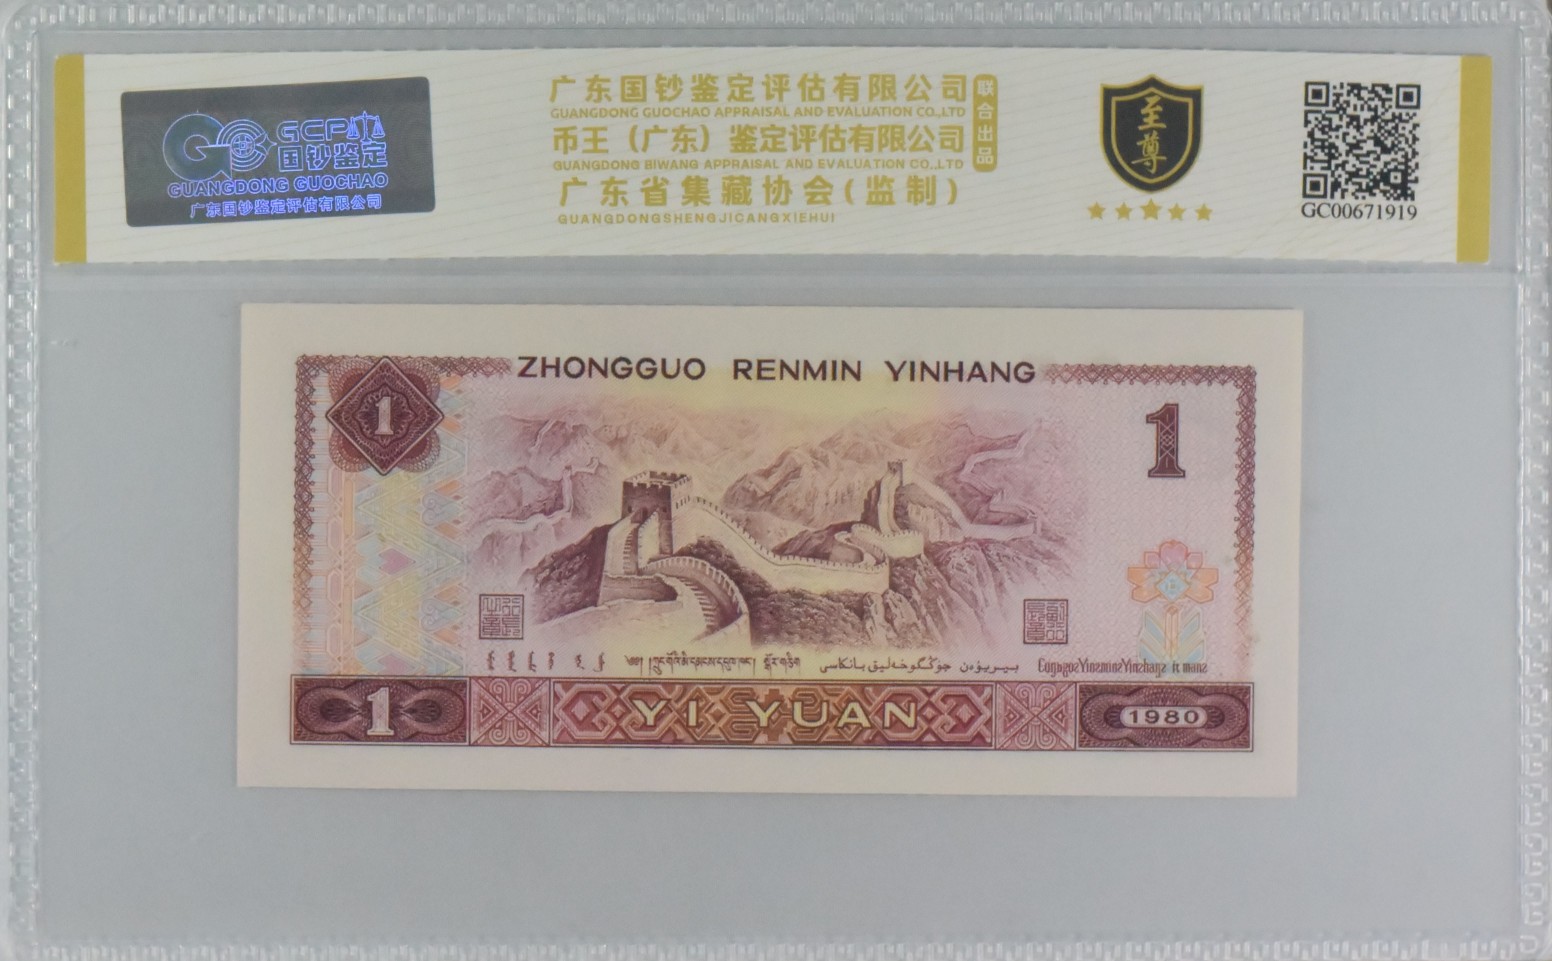 GCP
国钞鉴定
GUANGDONG GUOCHAO
广东国钞鉴定评估有限公司
广东国钞鉴定评估有限公司
GUANGDONG GUOCHAO APPRAISAL AND EVALUATION CO.,LTD
币王（广东）鉴定评估有限公司
GUANGDONG BIWANG APPRAISAL AND EVALUATION CO.,LTD
广东省集藏协会(监制)
GUANGDONGSHENGJICANGXIEHUI
联合出品
至尊
GC00671919
ZHONGGUO RENMIN YINHANG
1
1
1
YI YUAN
1980